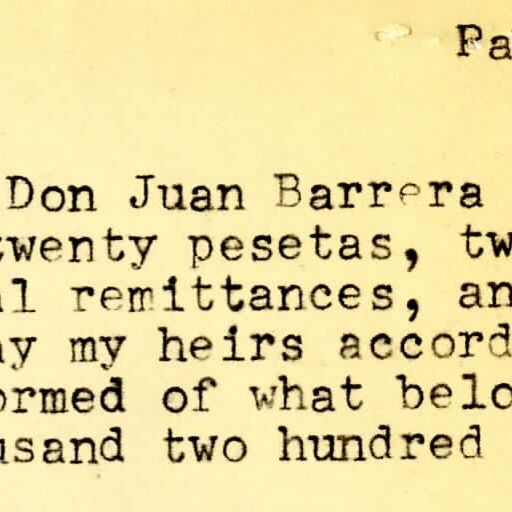 Pa
Don Juan Barrera
twenty pesetas, tw
al remittances, an
ay my heirs accord
ormed of what belo
usand two hundred